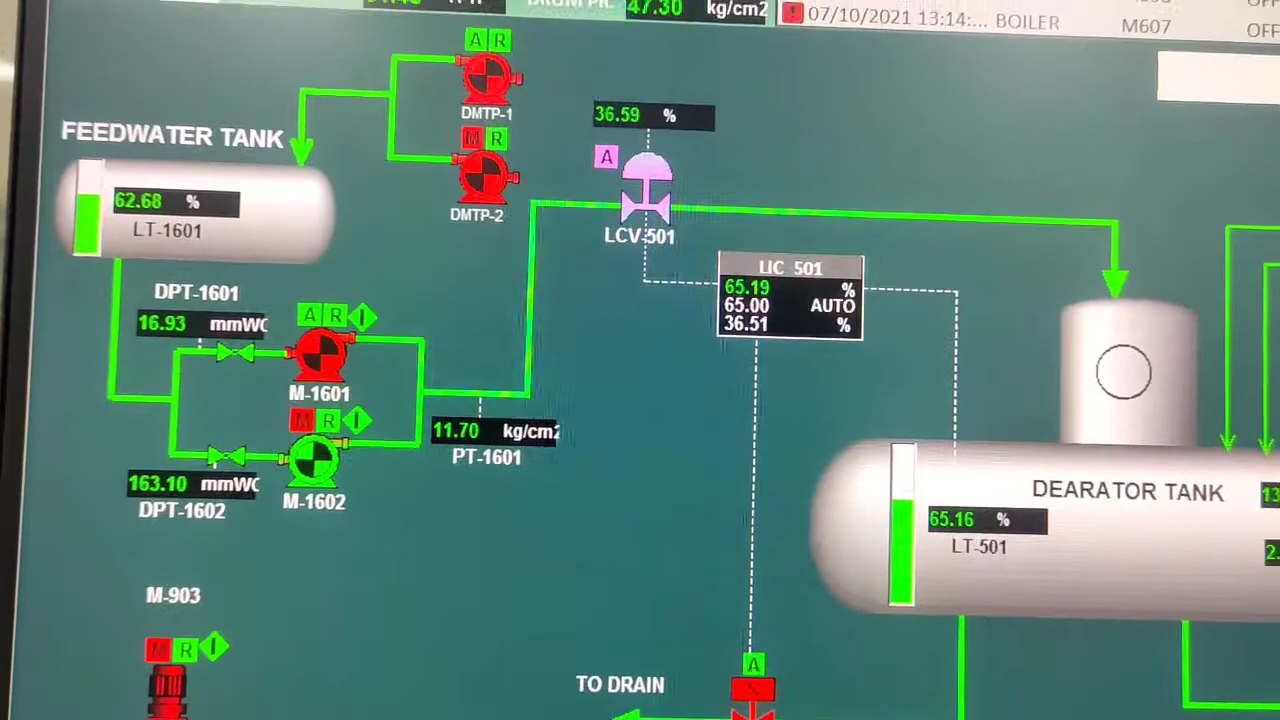 47.30 kg/cm2
07/10/2021 13:14:... BOILER
M607
OFF
A R
DMTP-1
M R
DMTP-2
FEEDWATER TANK
62.68 %
LT-1601
36.59 %
A
LCV-501
LIC 501
65.19 %
65.00 AUTO
36.51 %
DPT-1601
16.93 mmWC
A R I
M-1601
M R I
M-1602
163.10 mmWC
DPT-1602
11.70 kg/cm2
PT-1601
DEARATOR TANK
65.16 %
LT-501
13
2.
M-903
M R I
TO DRAIN
A
S